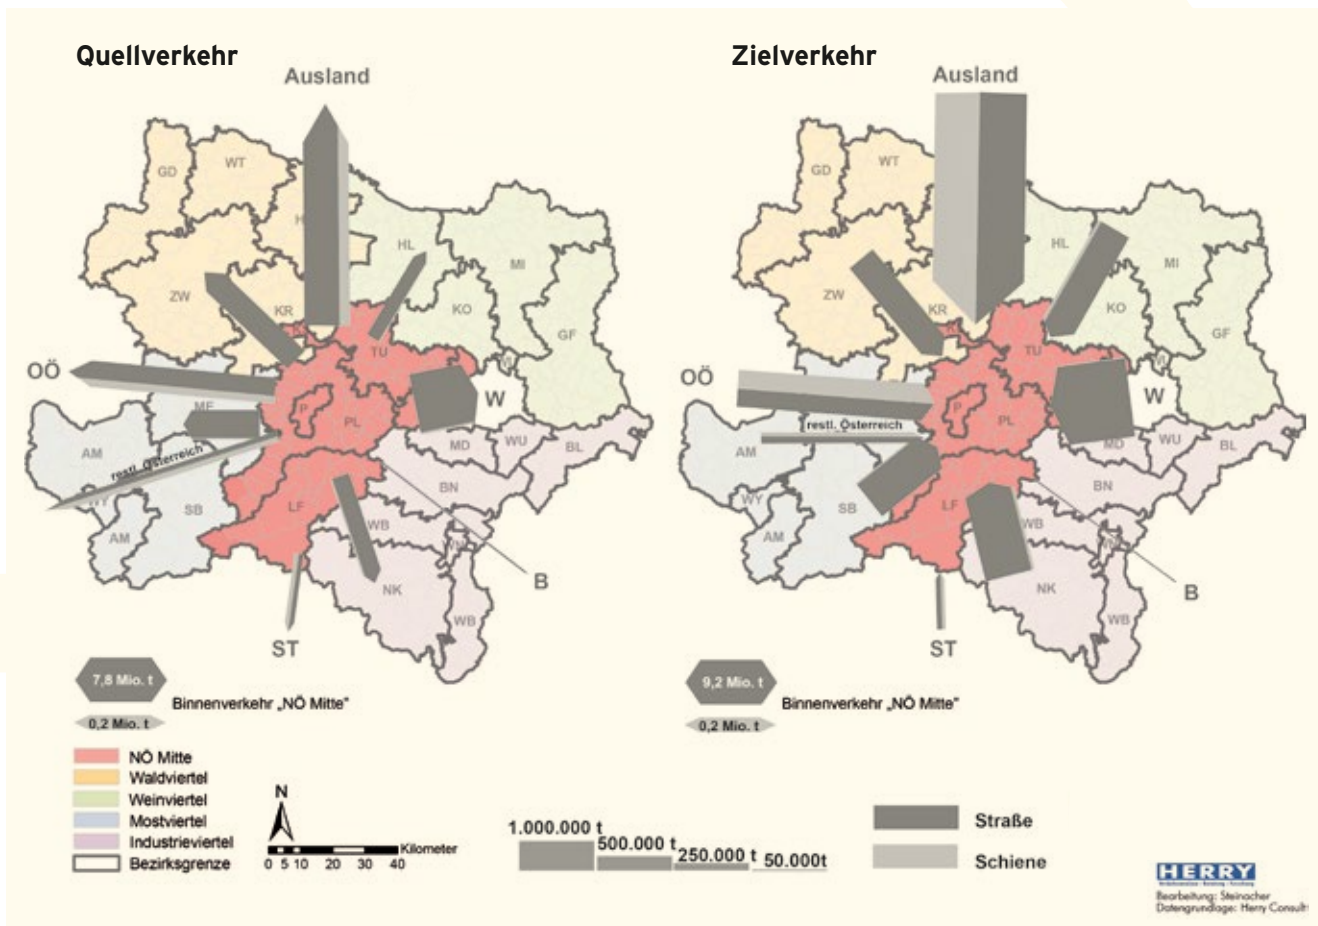 Quellverkehr
Ausland
GD
WT
HL
MI
ZW
KR
KO
GF
TU
OÖ
W
P
PL
AM
MD
WU
BL
restl. Österreich
WY
SB
LF
BN
WB
AM
NK
WB
B
ST
7,8 Mio. t
Binnenverkehr „NÖ Mitte"
0,2 Mio. t
Zielverkehr
Ausland
GD
WT
HL
MI
ZW
KR
KO
GF
TU
OÖ
W
P
PL
restl. Österreich
AM
MD
WU
BL
WY
SB
LF
BN
WB
AM
NK
WB
B
ST
9,2 Mio. t
Binnenverkehr „NÖ Mitte"
0,2 Mio. t
NÖ Mitte
Waldviertel
Weinviertel
Mostviertel
Industrieviertel
Bezirksgrenze
N
Kilometer
0 5 10 20 30 40
1.000.000 t
500.000 t
250.000 t
50.000t
Straße
Schiene
HERRY
Bearbeitung: Steinacher
Datengrundlage: Herry Consult